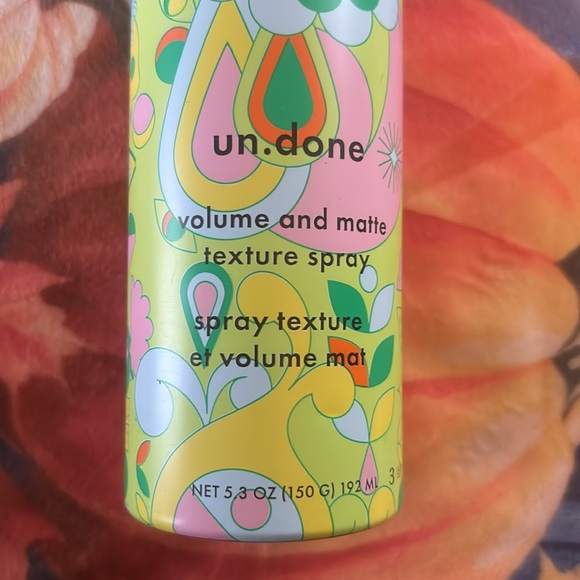 un.done
volume and matte
texture spray
spray texture
et volume mat
NET 5.3 OZ (150 G) 192 ML 3